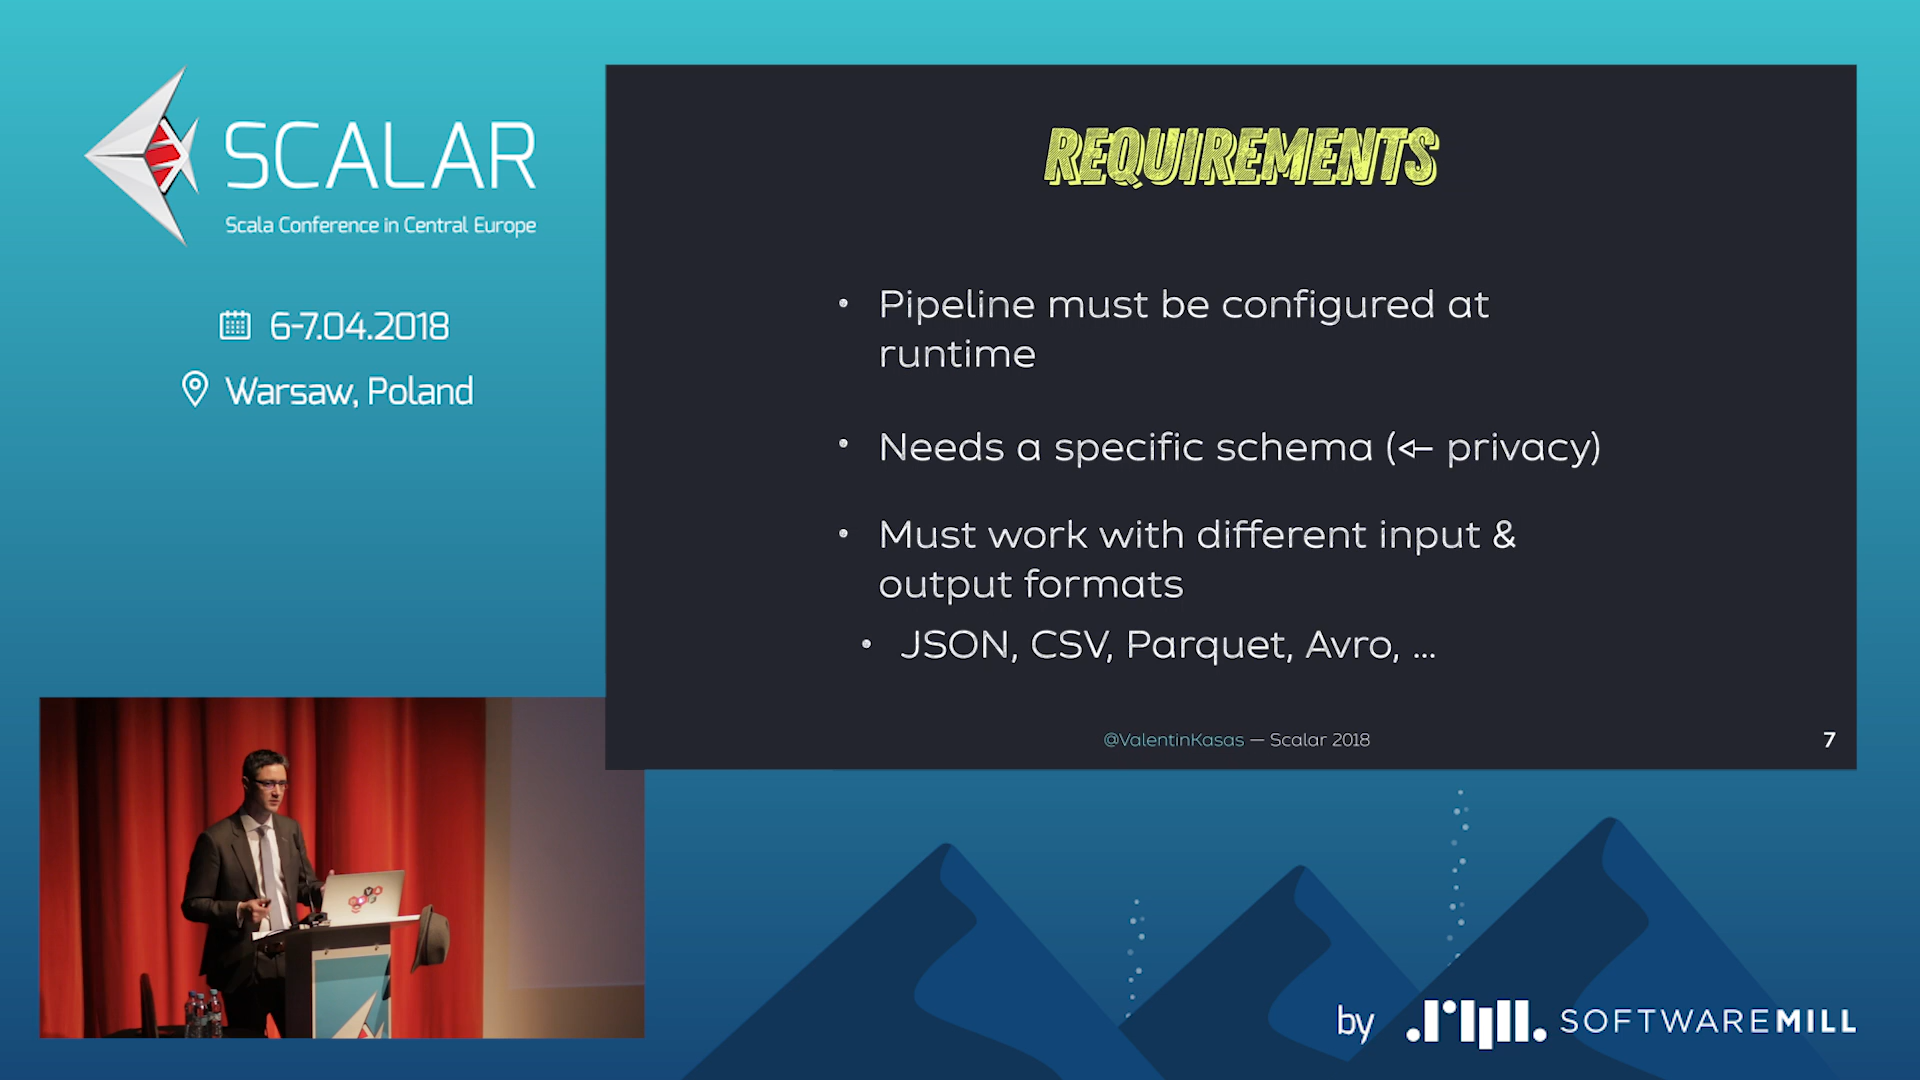 SCALAR
Scala Conference in Central Europe
6-7.04.2018
Warsaw, Poland
REQUIREMENTS
• Pipeline must be configured at
runtime
• Needs a specific schema (← privacy)
• Must work with different input &
output formats
• JSON, CSV, Parquet, Avro, ...
@ValentinKasas — Scalar 2018
7
by SOFTWAREMILL